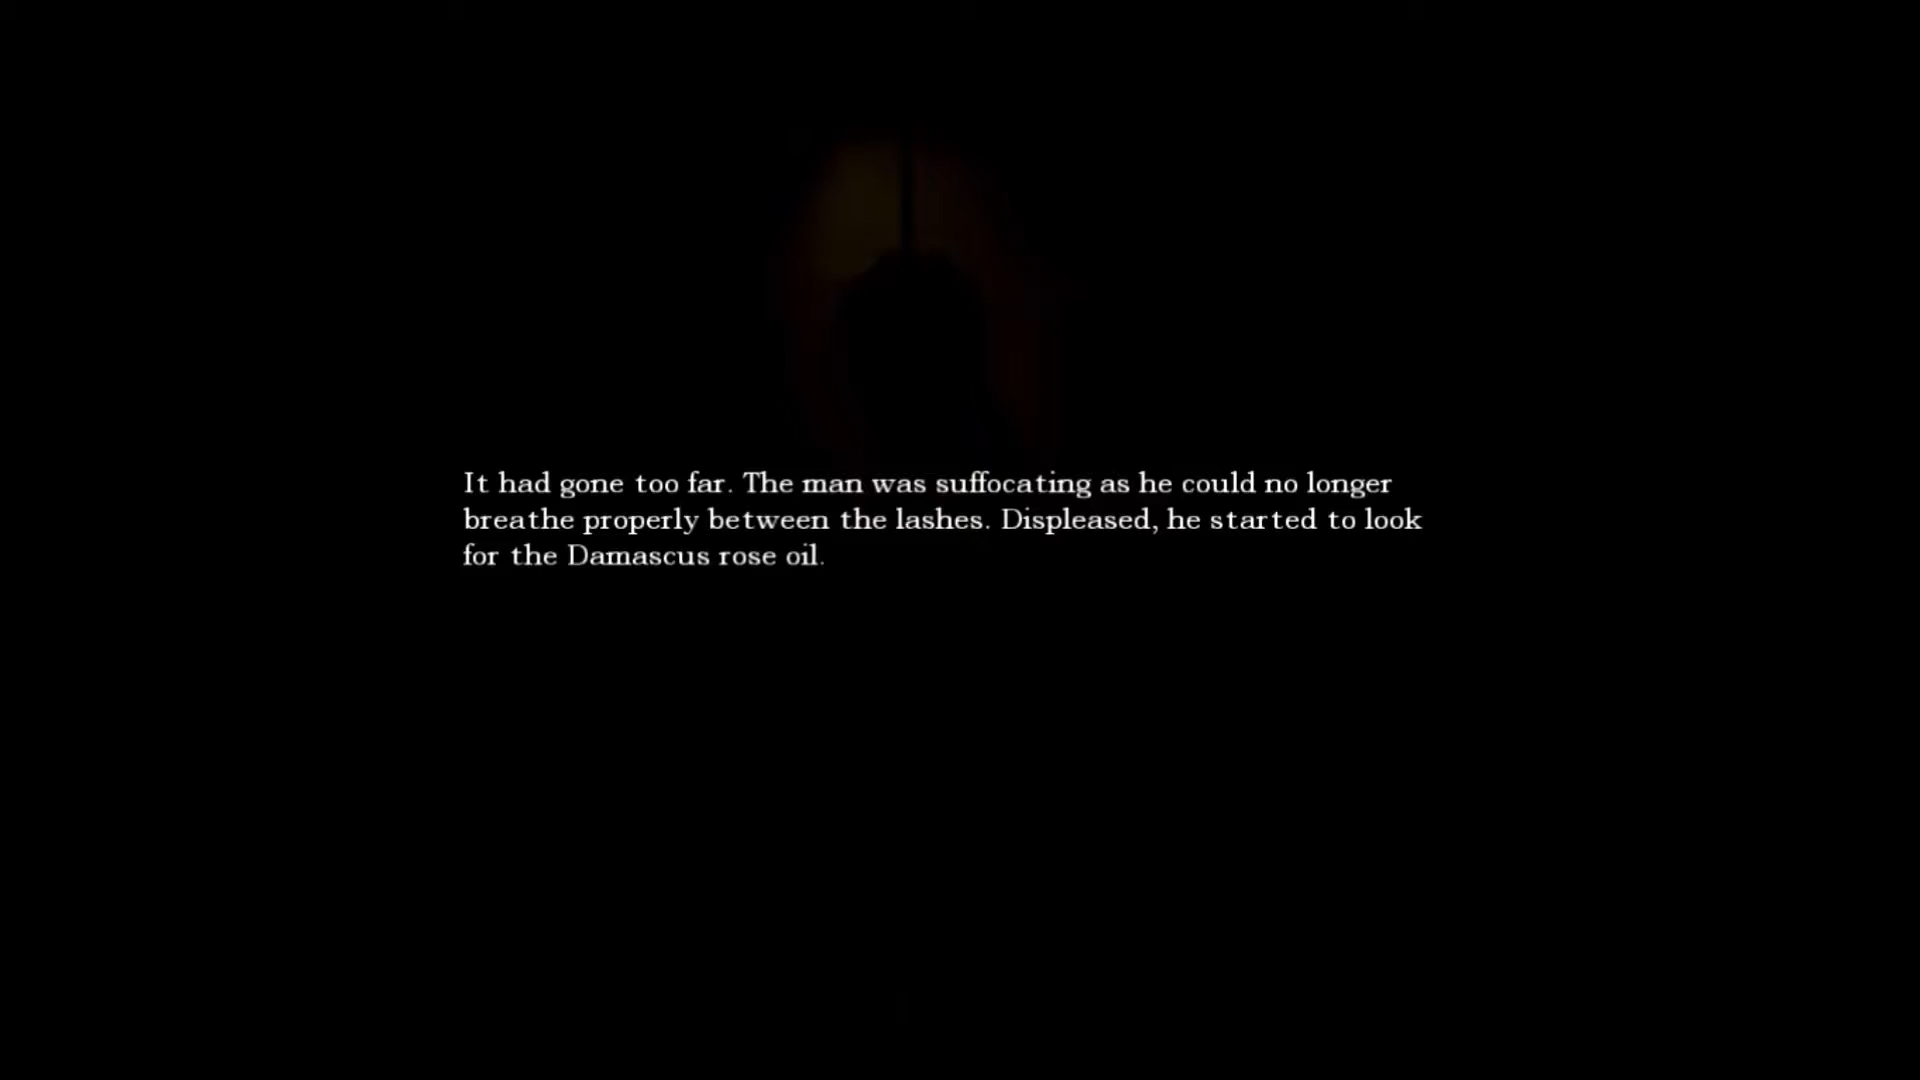 It had gone too far. The man was suffocating as he could no longer
breathe properly between the lashes. Displeased, he started to look
for the Damascus rose oil.